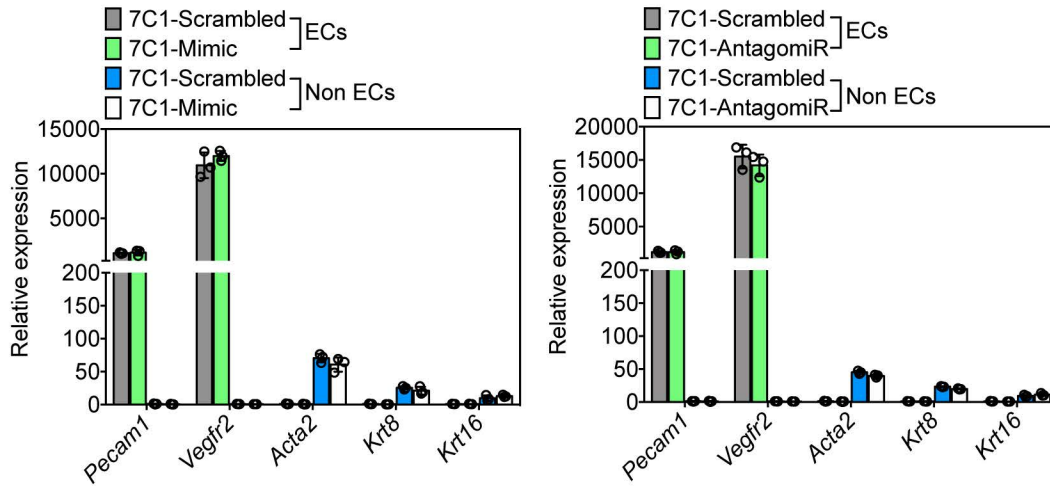 7C1-Scrambled
7C1-Mimic
ECs
7C1-Scrambled
7C1-Mimic
Non ECs
Relative expression
15000
10000
5000
200
150
100
50
0
Pecam1
Vegfr2
Acta2
Krt8
Krt16
7C1-Scrambled
7C1-AntagomiR
ECs
7C1-Scrambled
7C1-AntagomiR
Non ECs
Relative expression
20000
15000
10000
5000
200
150
100
50
0
Pecam1
Vegfr2
Acta2
Krt8
Krt16